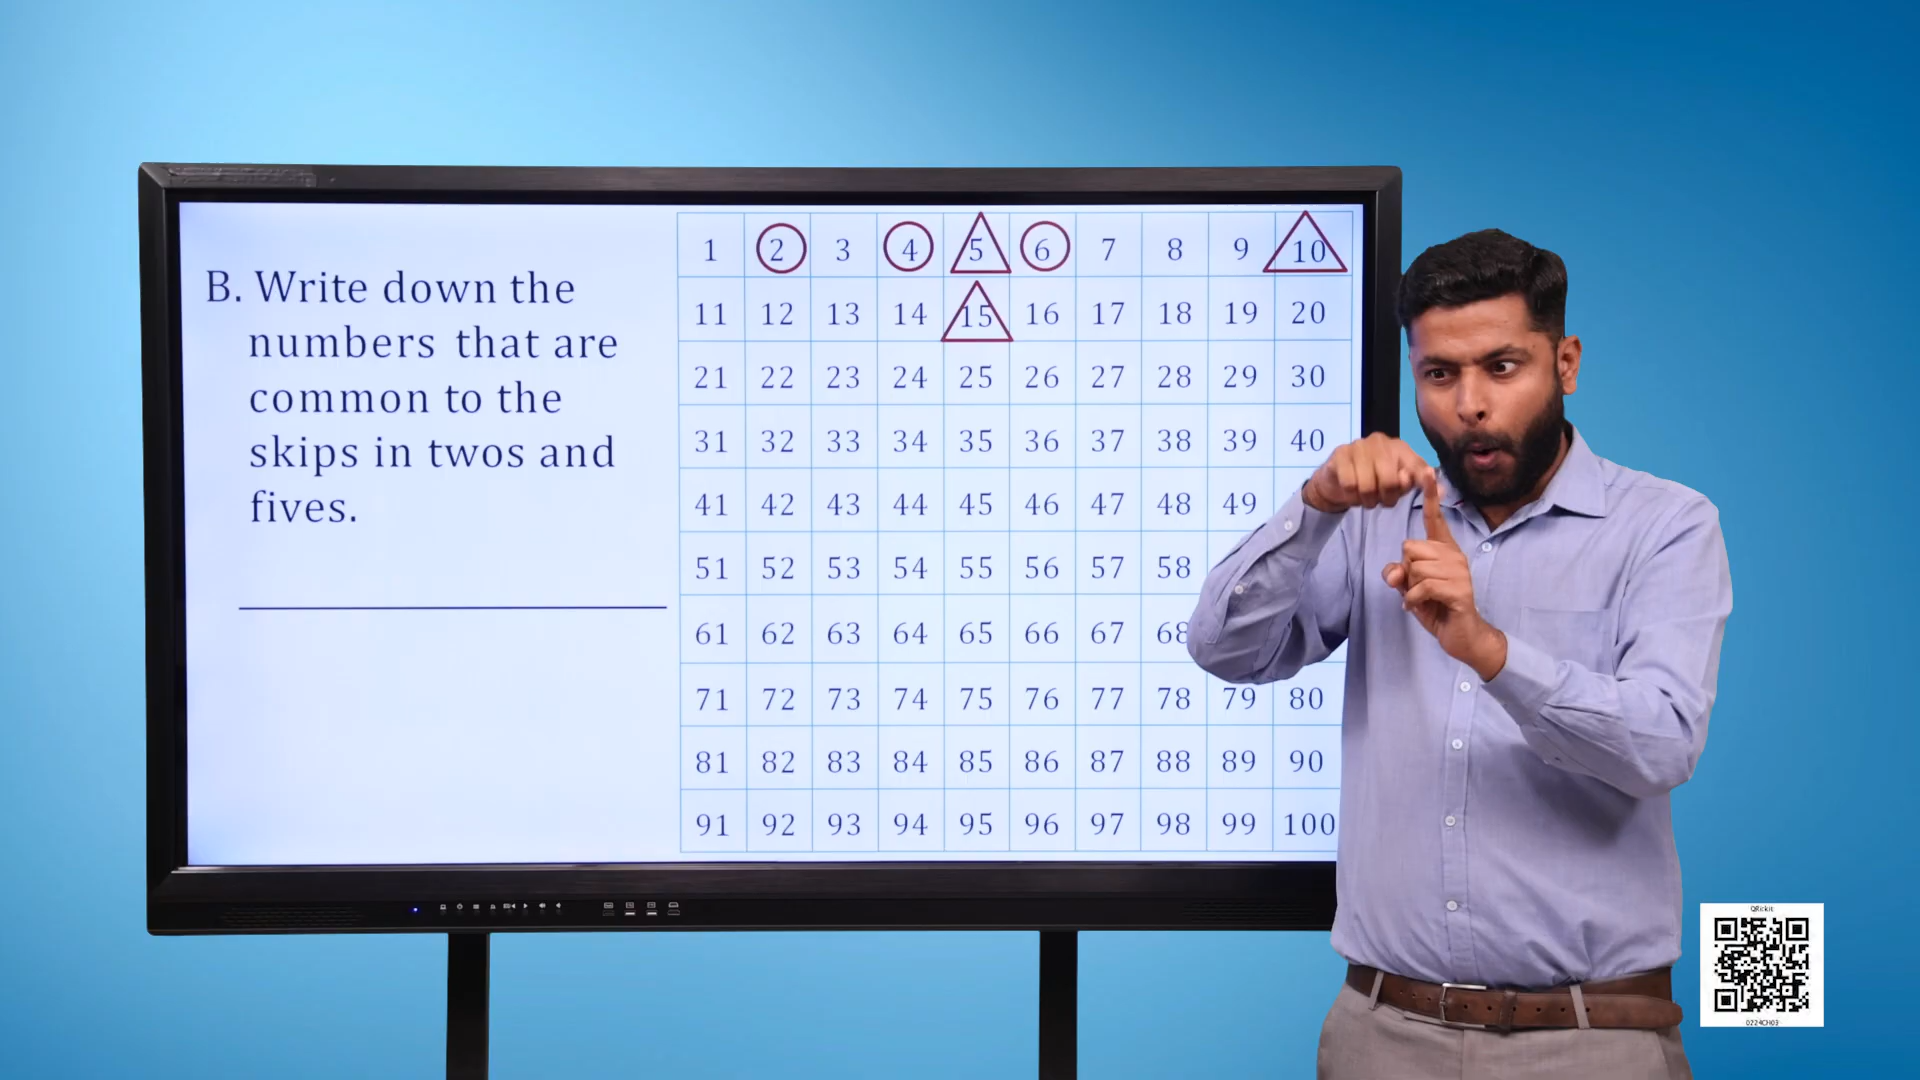 B. Write down the
numbers that are
common to the
skips in twos and
fives.
1 2 3 4 5 6 7 8 9 10
11 12 13 14 15 16 17 18 19 20
21 22 23 24 25 26 27 28 29 30
31 32 33 34 35 36 37 38 39 40
41 42 43 44 45 46 47 48 49
51 52 53 54 55 56 57 58
61 62 63 64 65 66 67 68
71 72 73 74 75 76 77 78 79 80
81 82 83 84 85 86 87 88 89 90
91 92 93 94 95 96 97 98 99 100
QRickit
0224CH03